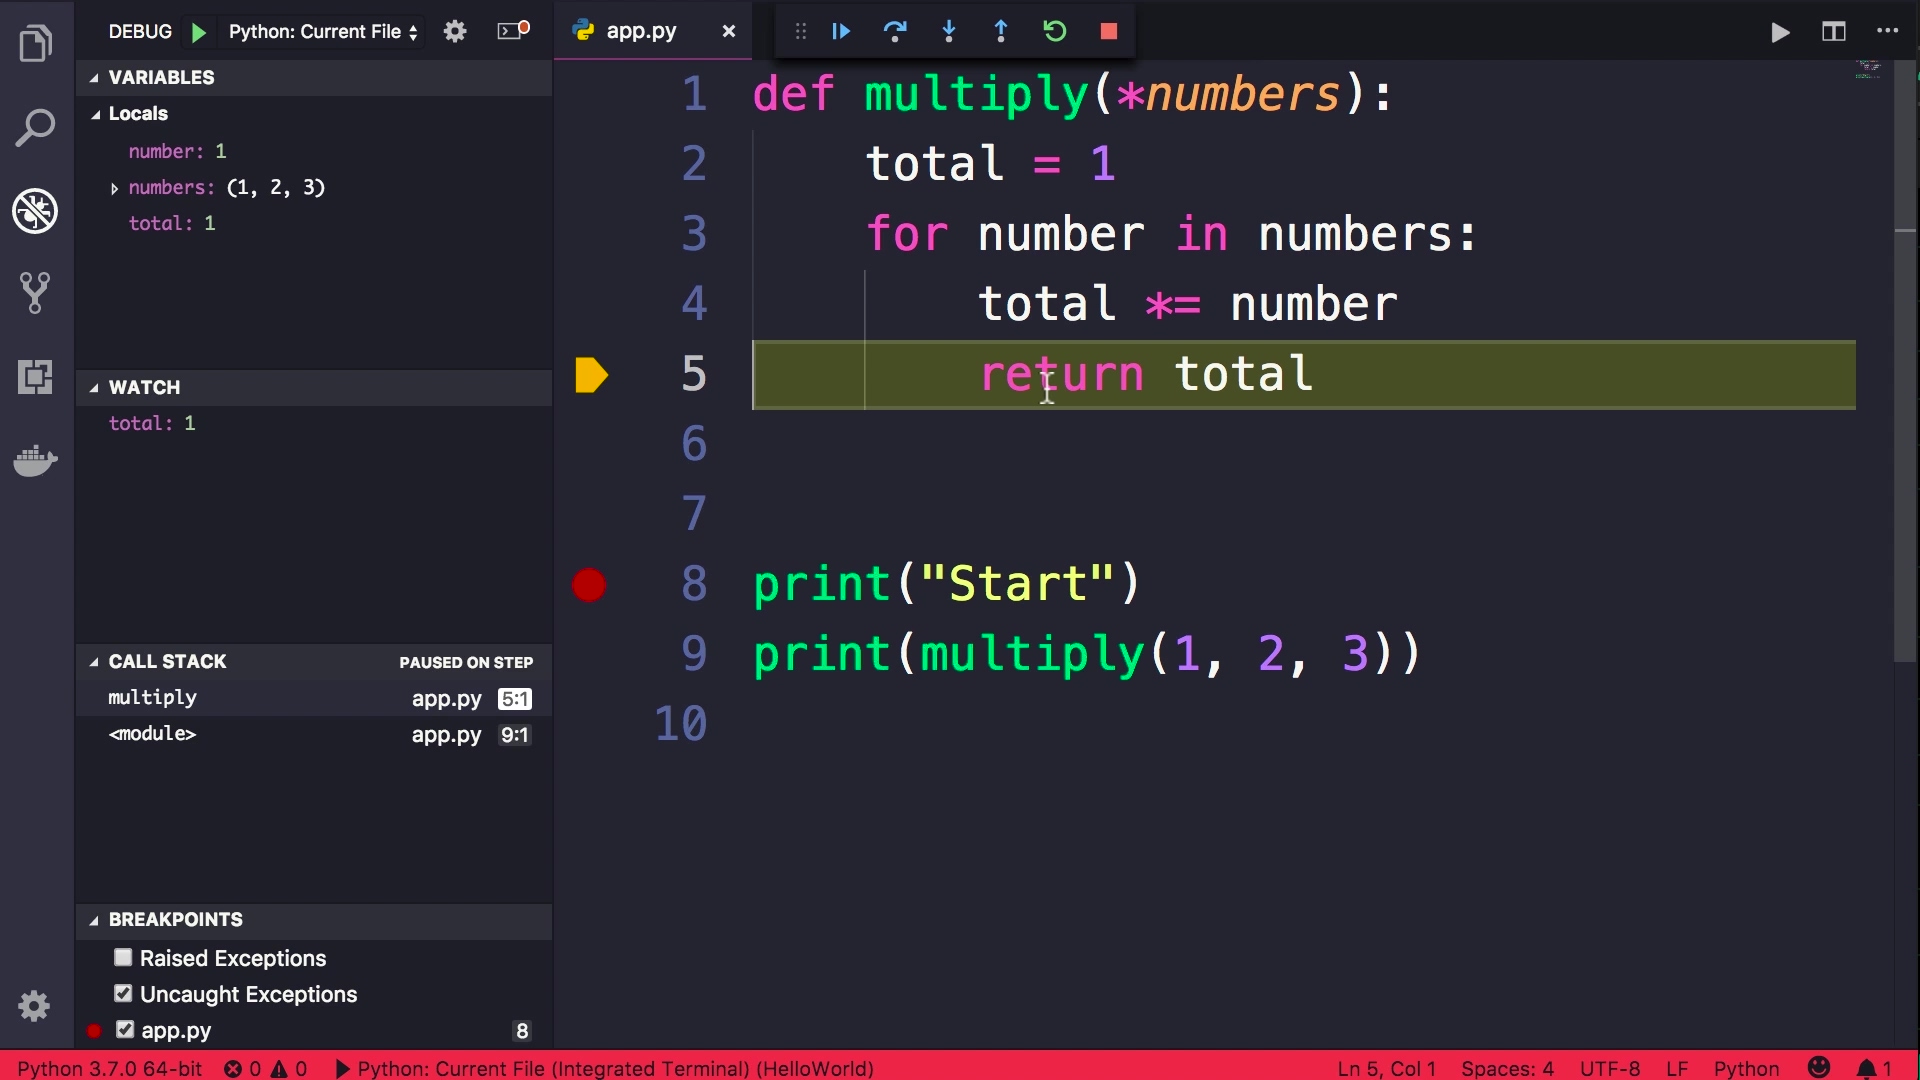 DEBUG Python: Current File
VARIABLES
Locals
number: 1
numbers: (1, 2, 3)
total: 1
WATCH
total: 1
CALL STACK PAUSED ON STEP
multiply app.py 5:1
<module> app.py 9:1
BREAKPOINTS
Raised Exceptions
Uncaught Exceptions
app.py 8
app.py
1 def multiply(*numbers):
2     total = 1
3     for number in numbers:
4         total *= number
5         return total
6
7
8 print("Start")
9 print(multiply(1, 2, 3))
10
Python 3.7.0 64-bit 0 0 Python: Current File (Integrated Terminal) (HelloWorld) Ln 5, Col 1 Spaces: 4 UTF-8 LF Python 1